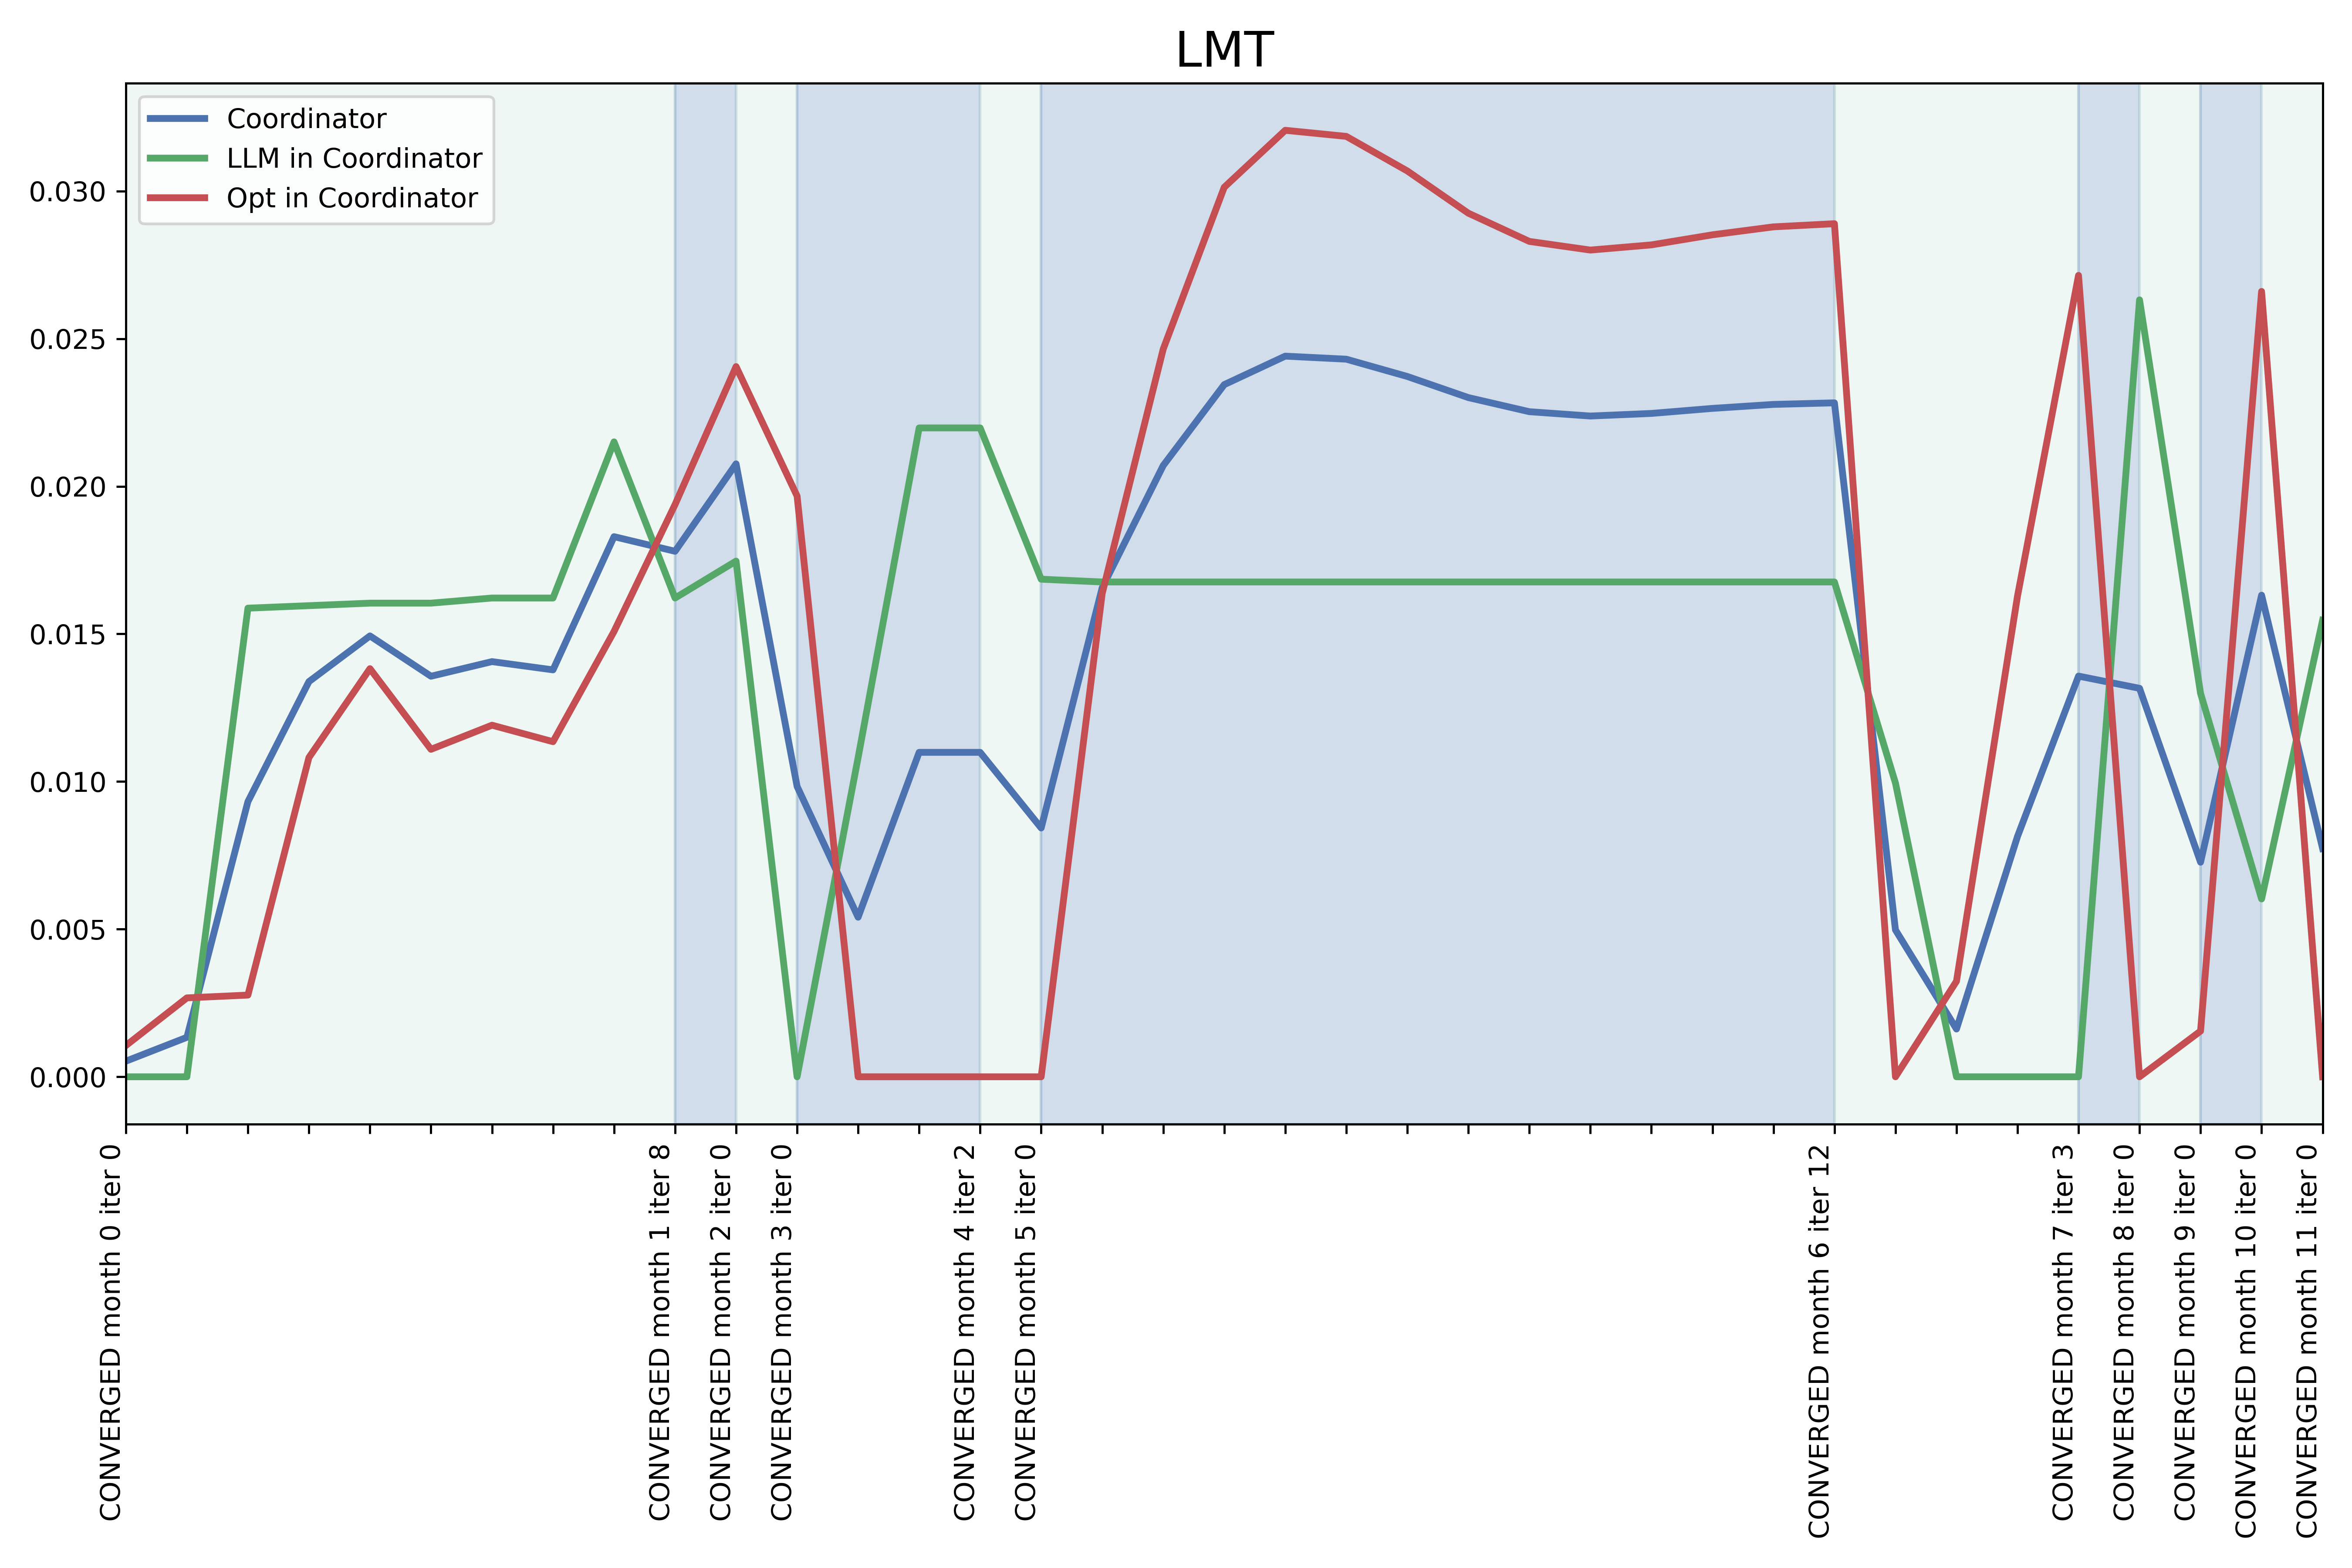 LMT
Coordinator
LLM in Coordinator
Opt in Coordinator
0.030
0.025
0.020
0.015
0.010
0.005
0.000
CONVERGED month 0 iter 0
CONVERGED month 1 iter 8
CONVERGED month 2 iter 0
CONVERGED month 3 iter 0
CONVERGED month 4 iter 2
CONVERGED month 5 iter 0
CONVERGED month 6 iter 12
CONVERGED month 7 iter 3
CONVERGED month 8 iter 0
CONVERGED month 9 iter 0
CONVERGED month 10 iter 0
CONVERGED month 11 iter 0